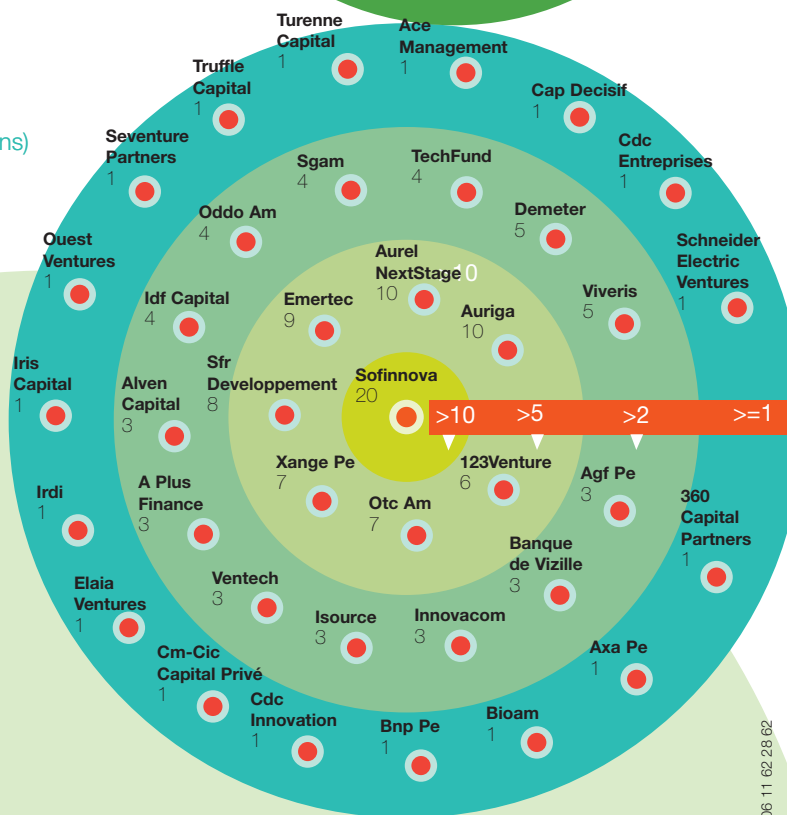 Turenne
Capital
1
Ace
Management
1
Truffle
Capital
1
Cap Decisif
1
ns)
Seventure
Partners
1
Cdc
Entreprises
1
Sgam
4
TechFund
4
Oddo Am
4
Demeter
5
Ouest
Ventures
1
Schneider
Electric
Ventures
1
Aurel
NextStage
10
10
Idf Capital
4
Emertec
9
Auriga
10
Viveris
5
Iris
Capital
1
Alven
Capital
3
Sfr
Developpement
8
Sofinnova
20
>10
>5
>2
>=1
Xange Pe
7
123Venture
6
Agf Pe
3
A Plus
Finance
3
Otc Am
7
Irdi
1
360
Capital
Partners
1
Banque
de Vizille
3
Ventech
3
Elaia
Ventures
1
Isource
3
Innovacom
3
Cm-Cic
Capital Privé
1
Axa Pe
1
Cdc
Innovation
1
Bnp Pe
1
Bioam
1
06 11 62 28 62